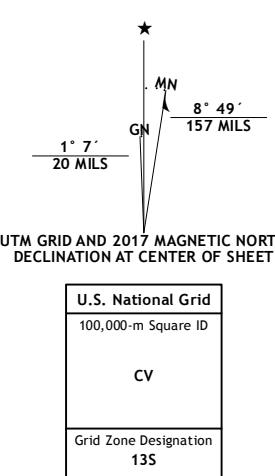 ★
MN
8° 49´
157 MILS
GN
1° 7´
20 MILS
UTM GRID AND 2017 MAGNETIC NORT
DECLINATION AT CENTER OF SHEET
U.S. National Grid
100,000-m Square ID
CV
Grid Zone Designation
13S